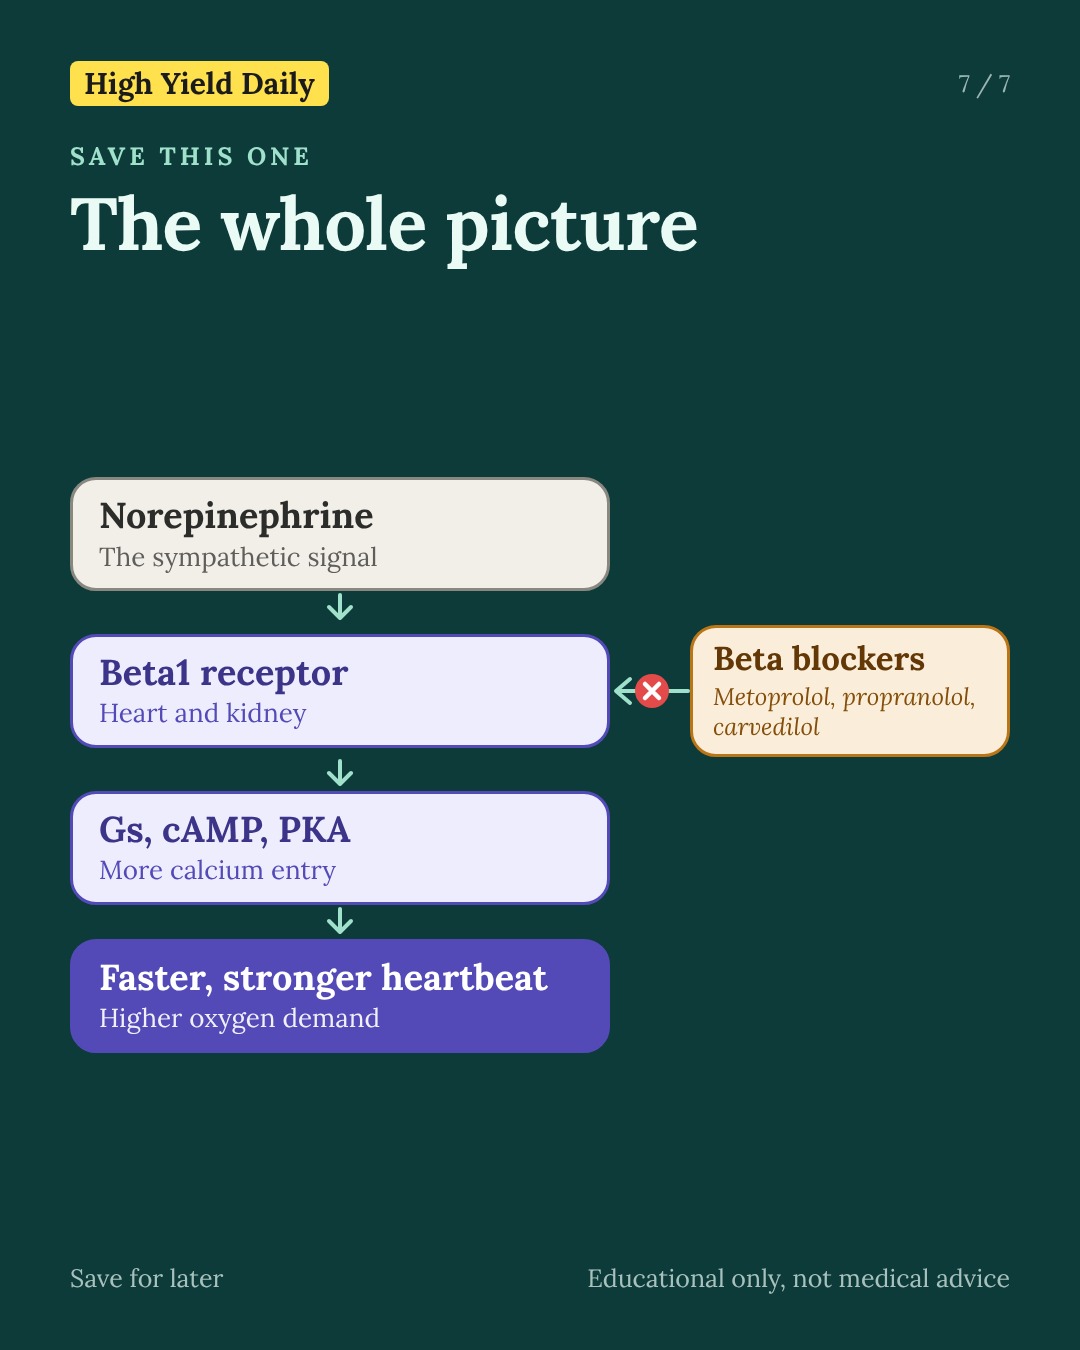 High Yield Daily
7 / 7
SAVE THIS ONE
The whole picture
Norepinephrine
The sympathetic signal
Beta1 receptor
Heart and kidney
Beta blockers
Metoprolol, propranolol,
carvedilol
Gs, cAMP, PKA
More calcium entry
Faster, stronger heartbeat
Higher oxygen demand
Save for later
Educational only, not medical advice